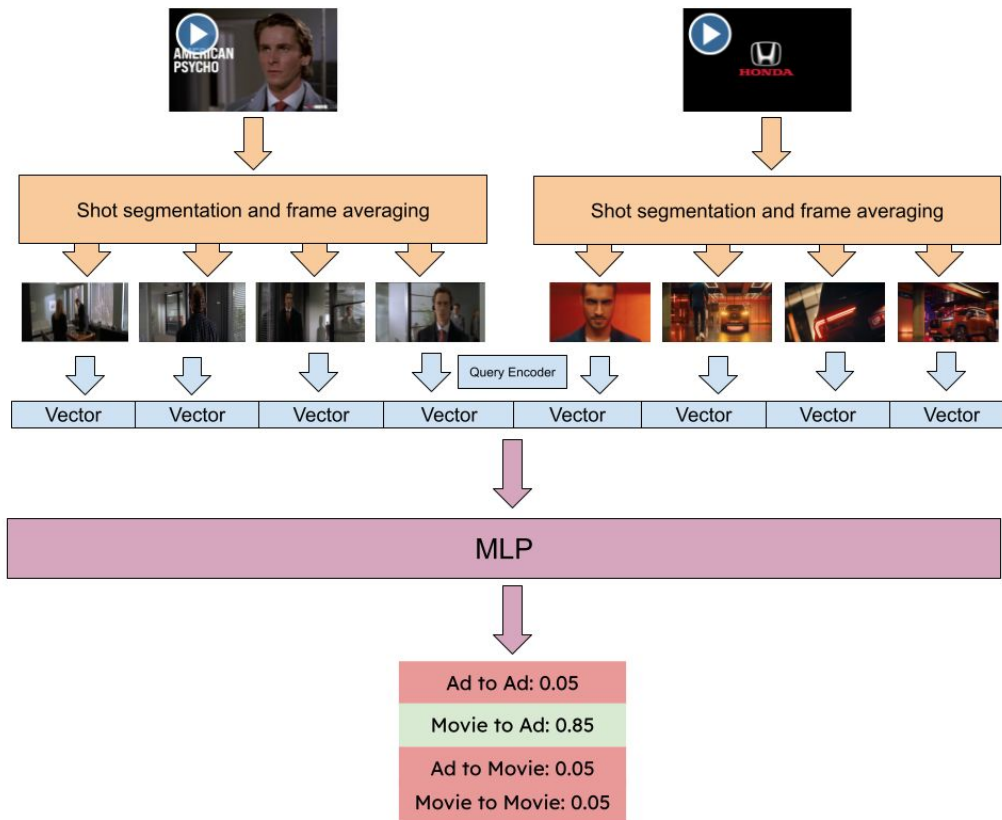 AMERICAN
PSYCHO
HONDA
Shot segmentation and frame averaging
Shot segmentation and frame averaging
Query Encoder
Vector
Vector
Vector
Vector
Vector
Vector
Vector
Vector
MLP
Ad to Ad: 0.05
Movie to Ad: 0.85
Ad to Movie: 0.05
Movie to Movie: 0.05